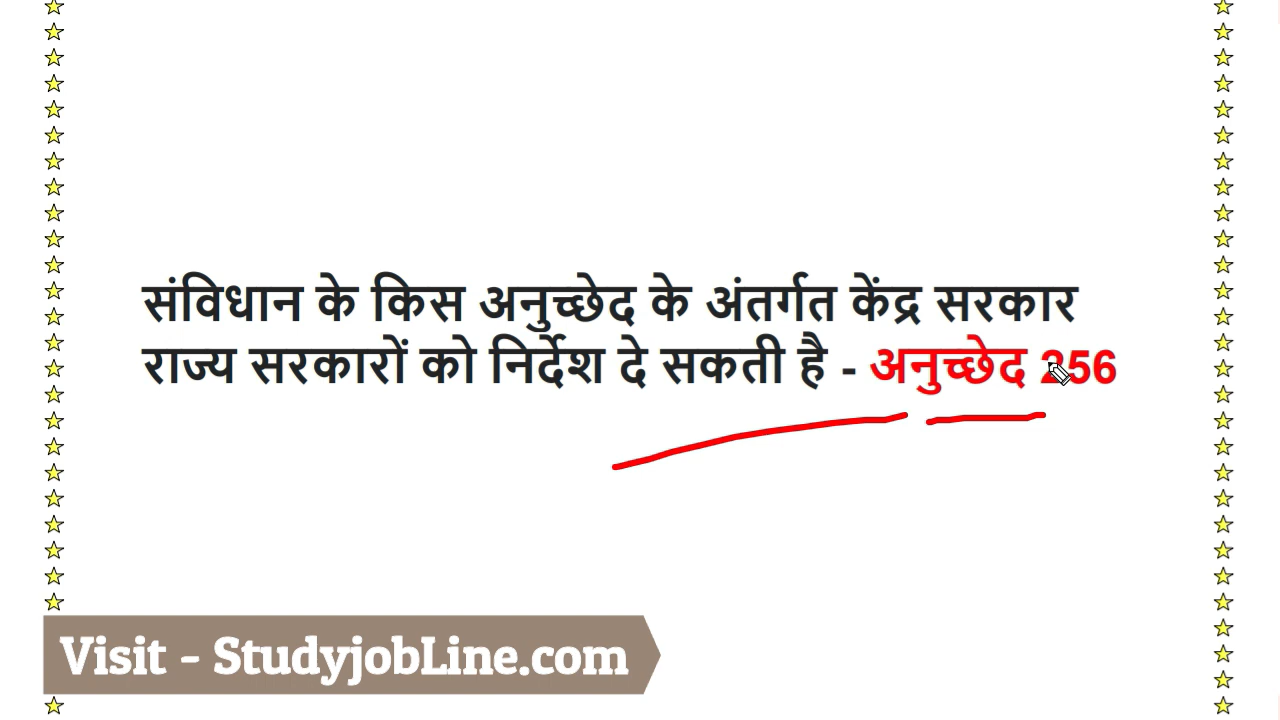 संविधान के किस अनुच्छेद के अंतर्गत केंद्र सरकार
राज्य सरकारों को निर्देश दे सकती है - अनुच्छेद 256
Visit - StudyjobLine.com